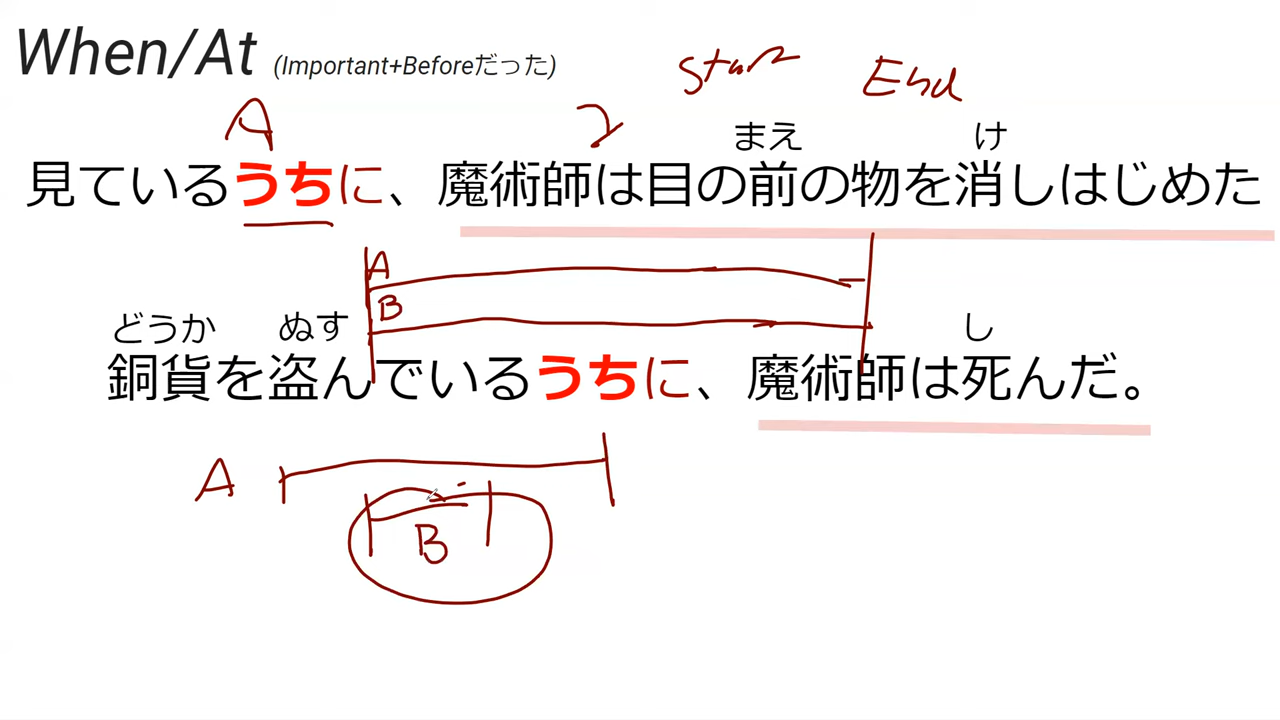 When/At (Important+Beforeだった)
Start End
A
まえ け
見ているうちに、魔術師は目の前の物を消しはじめた
A
B
どうか ぬす し
銅貨を盗んでいるうちに、魔術師は死んだ。
A
B